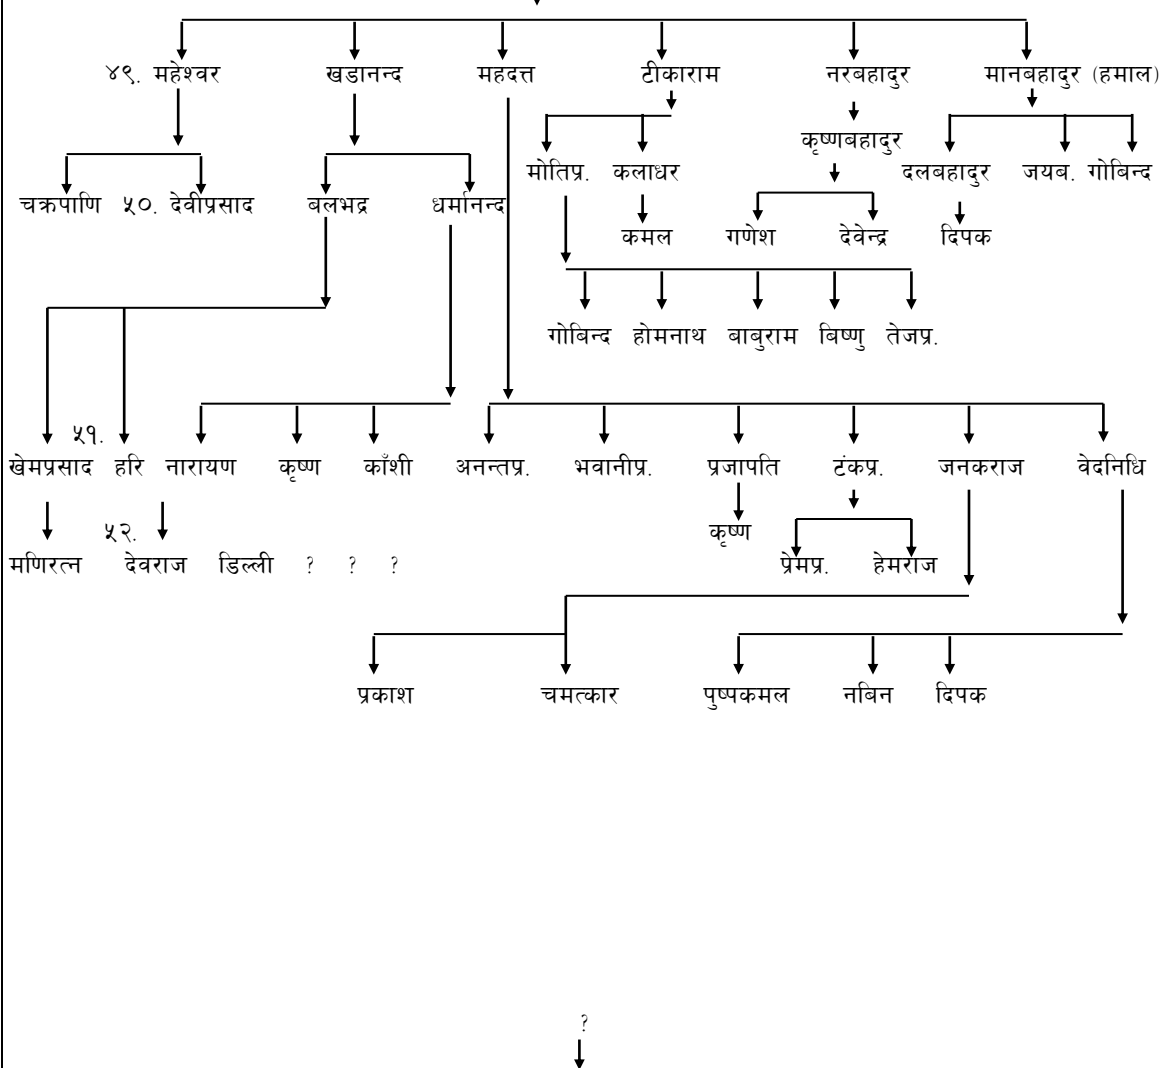 ४९. महेश्वर खडानन्द महदत्त टीकाराम नरबहादुर मानबहादुर (हमाल)
कृष्णबहादुर
मोतिप्र. कलाधर दलबहादुर जयब. गोबिन्द
चक्रपाणि ५०. देवीप्रसाद बलभद्र धर्मानन्द
कमल गणेश देवेन्द्र दिपक
गोबिन्द होमनाथ बाबुराम बिष्णु तेजप्र.
५१.
खेमप्रसाद हरि नारायण कृष्ण काँशी अनन्तप्र. भवानीप्र. प्रजापति टंकप्र. जनकराज वेदनिधि
५२. कृष्ण
मणिरत्न देवराज डिल्ली ? ? ? प्रेमप्र. हेमराज
प्रकाश चमत्कार पुष्पकमल नबिन दिपक
?